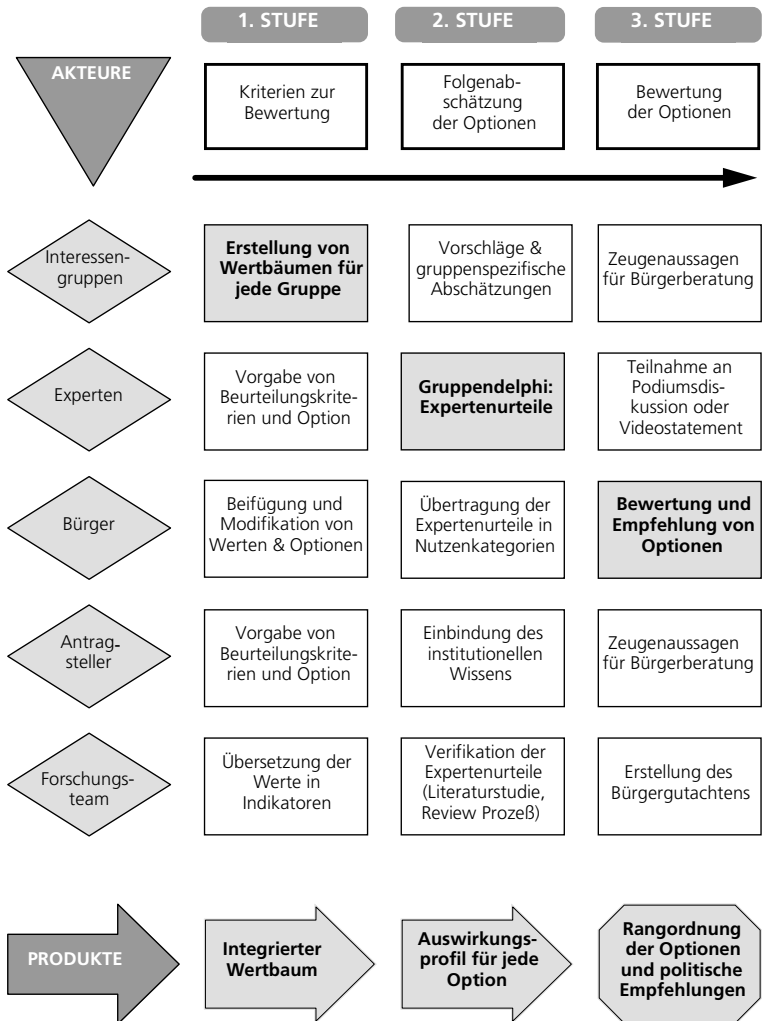 1. STUFE
2. STUFE
3. STUFE
AKTEURE
Kriterien zur
Bewertung
Folgenab-
schätzung
der Optionen
Bewertung
der Optionen
Interessen-
gruppen
Erstellung von
Wertbäumen für
jede Gruppe
Vorschläge &
gruppenspezifische
Abschätzungen
Zeugenaussagen
für Bürgerberatung
Experten
Vorgabe von
Beurteilungskrite-
rien und Option
Gruppendelphi:
Expertenurteile
Teilnahme an
Podiumsdis-
kussion oder
Videostatement
Bürger
Beifügung und
Modifikation von
Werten & Optionen
Übertragung der
Expertenurteile in
Nutzenkategorien
Bewertung und
Empfehlung von
Optionen
Antrag-
steller
Vorgabe von
Beurteilungskrite-
rien und Option
Einbindung des
institutionellen
Wissens
Zeugenaussagen
für Bürgerberatung
Forschungs-
team
Übersetzung der
Werte in
Indikatoren
Verifikation der
Expertenurteile
(Literaturstudie,
Review Prozeß)
Erstellung des
Bürgergutachtens
PRODUKTE
Integrierter
Wertbaum
Auswirkungs-
profil für jede
Option
Rangordnung
der Optionen
und politische
Empfehlungen